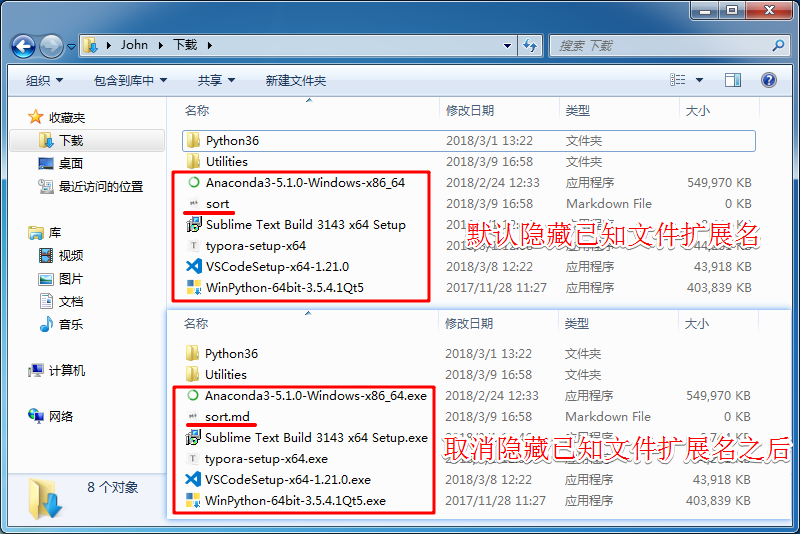 John 下载
搜索 下载
组织 包含到库中 共享 新建文件夹
收藏夹
下载
桌面
最近访问的位置
库
视频
图片
文档
音乐
计算机
网络
名称 修改日期 类型 大小
Python36 2018/3/1 13:22 文件夹
Utilities 2018/3/9 16:58 文件夹
Anaconda3-5.1.0-Windows-x86_64 2018/2/24 12:33 应用程序 549,970 KB
sort 2018/3/9 16:58 Markdown File 0 KB
Sublime Text Build 3143 x64 Setup
默认隐藏已知文件扩展名
typora-setup-x64
VSCodeSetup-x64-1.21.0 2018/3/8 12:22 应用程序 43,918 KB
WinPython-64bit-3.5.4.1Qt5 2017/11/28 11:27 应用程序 403,839 KB
名称 修改日期 类型 大小
Python36 2018/3/1 13:22 文件夹
Utilities 2018/3/9 16:58 文件夹
Anaconda3-5.1.0-Windows-x86_64.exe 2018/2/24 12:33 应用程序 549,970 KB
sort.md 2018/3/9 16:58 Markdown File 0 KB
Sublime Text Build 3143 x64 Setup.exe
取消隐藏已知文件扩展名之后
typora-setup-x64.exe
VSCodeSetup-x64-1.21.0.exe 2018/3/8 12:22 应用程序 43,918 KB
WinPython-64bit-3.5.4.1Qt5.exe 2017/11/28 11:27 应用程序 403,839 KB
8 个对象